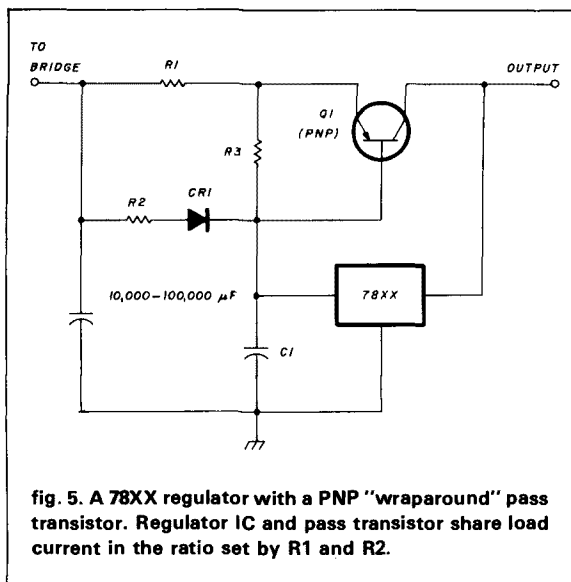 TO
BRIDGE
R1
OUTPUT
Q1
(PNP)
R3
R2
CR1
10,000–100,000 µF
78XX
C1
fig. 5. A 78XX regulator with a PNP "wraparound" pass
transistor. Regulator IC and pass transistor share load
current in the ratio set by R1 and R2.